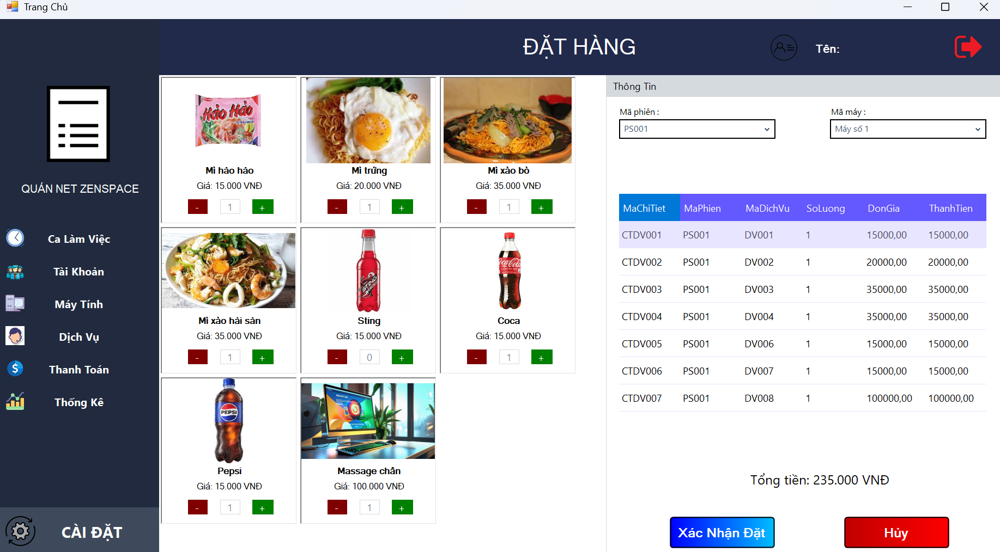 Trang Chủ
ĐẶT HÀNG
Tên:
QUÁN NET ZENSPACE
Ca Làm Việc
Tài Khoản
Máy Tính
Dịch Vụ
$
Thanh Toán
Thống Kê
CÀI ĐẶT
Hảo Hảo
Mì hảo hảo
Giá: 15.000 VNĐ
- 1 +
Mì trứng
Giá: 20.000 VNĐ
- 1 +
Mì xào bò
Giá: 35.000 VNĐ
- 1 +
Mì xào hải sản
Giá: 35.000 VNĐ
- 1 +
STING
Sting
Giá: 15.000 VNĐ
- 0 +
Coca-Cola
Coca
Giá: 15.000 VNĐ
- 1 +
PEPSI
Pepsi
Giá: 15.000 VNĐ
- 1 +
Massage chân
Giá: 100.000 VNĐ
- 1 +
Thông Tin
Mã phiên :
PS001
Mã máy :
Máy số 1
MaChiTiet MaPhien MaDichVu SoLuong DonGia ThanhTien
CTDV001 PS001 DV001 1 15000,00 15000,00
CTDV002 PS001 DV002 1 20000,00 20000,00
CTDV003 PS001 DV003 1 35000,00 35000,00
CTDV004 PS001 DV004 1 35000,00 35000,00
CTDV005 PS001 DV006 1 15000,00 15000,00
CTDV006 PS001 DV007 1 15000,00 15000,00
CTDV007 PS001 DV008 1 100000,00 100000,00
Tổng tiền: 235.000 VNĐ
Xác Nhận Đặt
Hủy